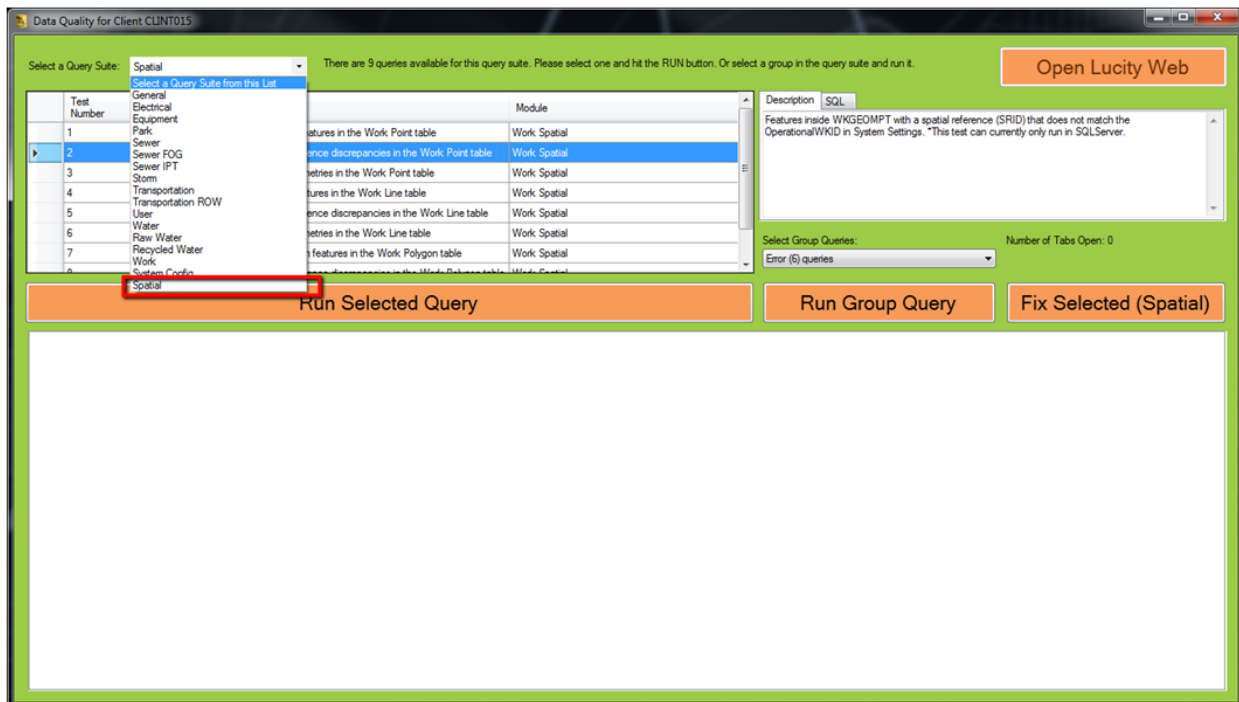 Data Quality for Client CLINT015
Select a Query Suite: Spatial
There are 9 queries available for this query suite. Please select one and hit the RUN button. Or select a group in the query suite and run it.
Open Lucity Web
Select a Query Suite from this List
General
Electrical
Equipment
Park
Sewer
Sewer FOG
Sewer IPT
Storm
Transportation
Transportation ROW
User
Water
Raw Water
Recycled Water
Work
System Config
Spatial
Test Number
Module
1 atures in the Work Point table Work Spatial
2 ence discrepancies in the Work Point table Work Spatial
3 etries in the Work Point table Work Spatial
4 tures in the Work Line table Work Spatial
5 ence discrepancies in the Work Line table Work Spatial
6 etries in the Work Line table Work Spatial
7 features in the Work Polygon table Work Spatial
Description SQL
Features inside WKGEOMPT with a spatial reference (SRID) that does not match the
OperationalWKID in System Settings. *This test can currently only run in SQLServer.
Select Group Queries:
Number of Tabs Open: 0
Error (6) queries
Run Selected Query
Run Group Query
Fix Selected (Spatial)